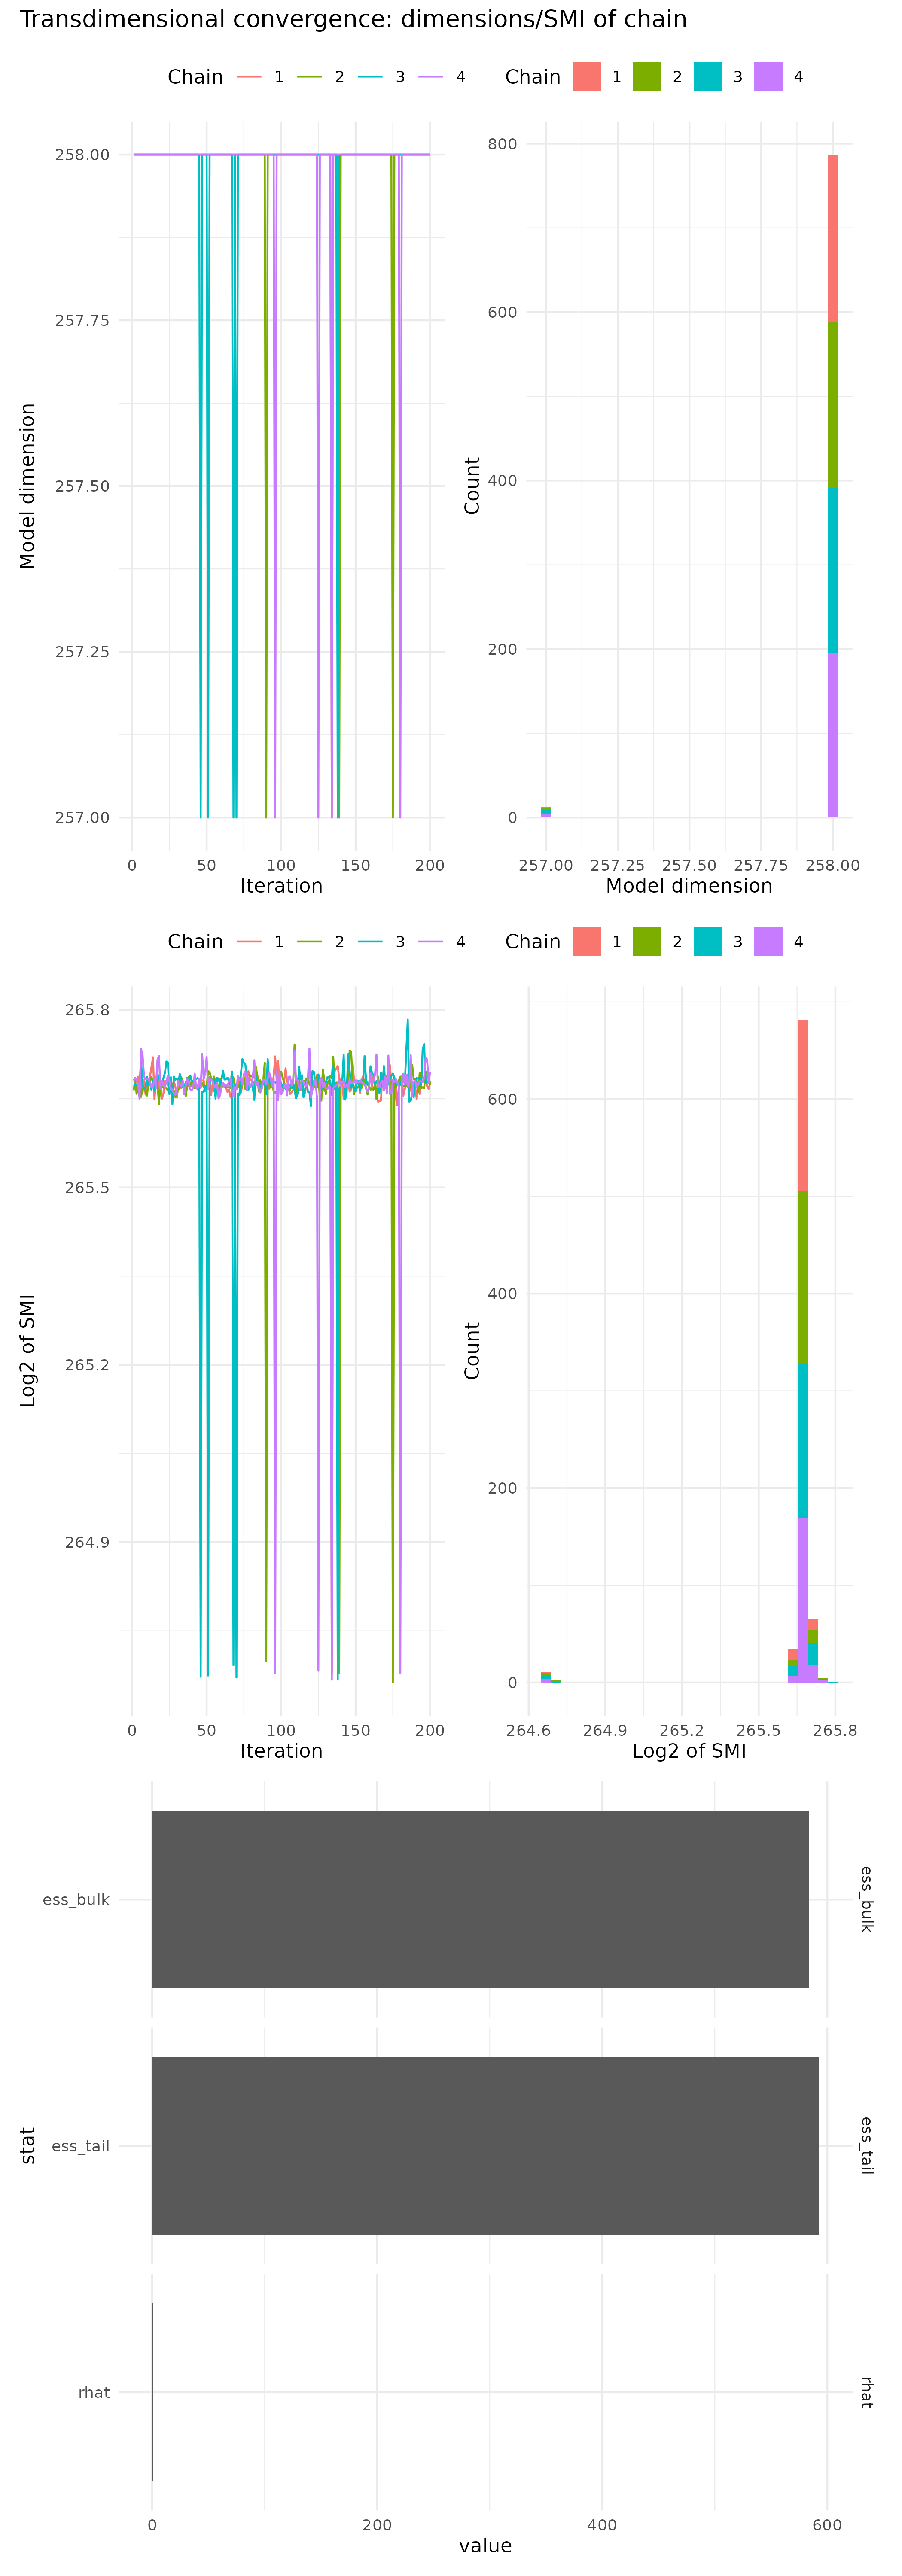 Transdimensional convergence: dimensions/SMI of chain
Chain 1 2 3 4
Chain 1 2 3 4
258.00
257.75
257.50
257.25
257.00
Model dimension
0 50 100 150 200
Iteration
800
600
400
200
0
Count
257.00 257.25 257.50 257.75 258.00
Model dimension
Chain 1 2 3 4
Chain 1 2 3 4
265.8
265.5
265.2
264.9
Log2 of SMI
0 50 100 150 200
Iteration
600
400
200
0
Count
264.6 264.9 265.2 265.5 265.8
Log2 of SMI
ess_bulk
ess_bulk
stat
ess_tail
ess_tail
rhat
rhat
0 200 400 600
value